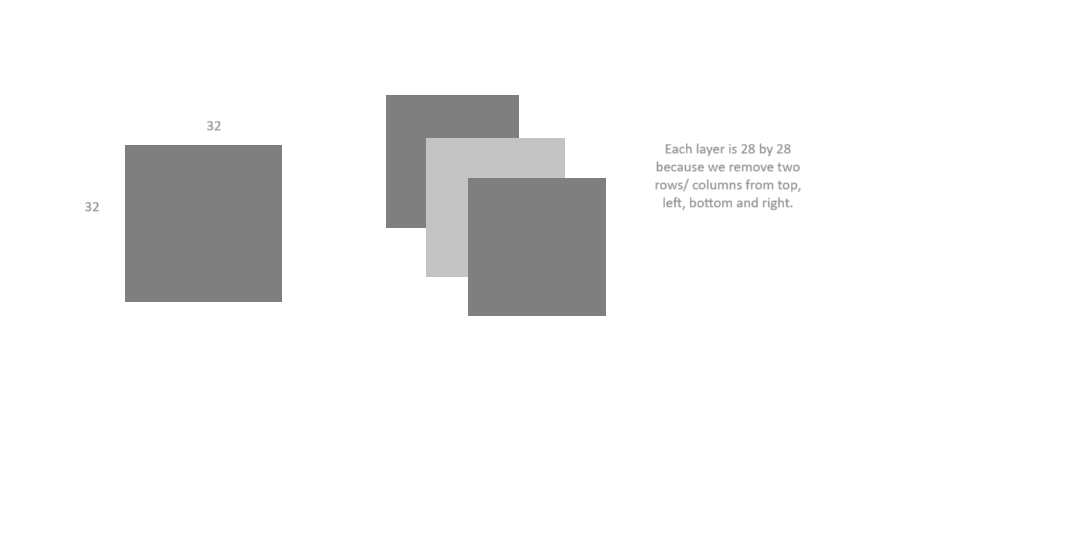 32
32
Each layer is 28 by 28
because we remove two
rows/ columns from top,
left, bottom and right.